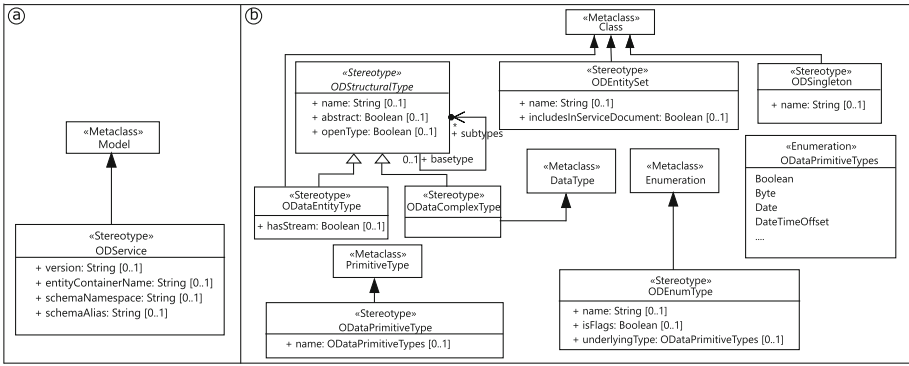 a
«Metaclass»
Model
«Stereotype»
ODService
+ version: String [0..1]
+ entityContainerName: String [0..1]
+ schemaNamespace: String [0..1]
+ schemaAlias: String [0..1]
b
«Metaclass»
Class
«Stereotype»
ODStructuralType
+ name: String [0..1]
+ abstract: Boolean [0..1]
+ openType: Boolean [0..1]
*
+ subtypes
0..1 + basetype
«Stereotype»
ODEntitySet
+ name: String [0..1]
+ includesInServiceDocument: Boolean [0..1]
«Stereotype»
ODSingleton
+ name: String [0..1]
«Stereotype»
ODataEntityType
+ hasStream: Boolean [0..1]
«Stereotype»
ODataComplexType
«Metaclass»
DataType
«Metaclass»
Enumeration
«Enumeration»
ODataPrimitiveTypes
Boolean
Byte
Date
DateTimeOffset
....
«Metaclass»
PrimitiveType
«Stereotype»
ODataPrimitiveType
+ name: ODataPrimitiveTypes [0..1]
«Stereotype»
ODEnumType
+ name: String [0..1]
+ isFlags: Boolean [0..1]
+ underlyingType: ODataPrimitiveTypes [0..1]